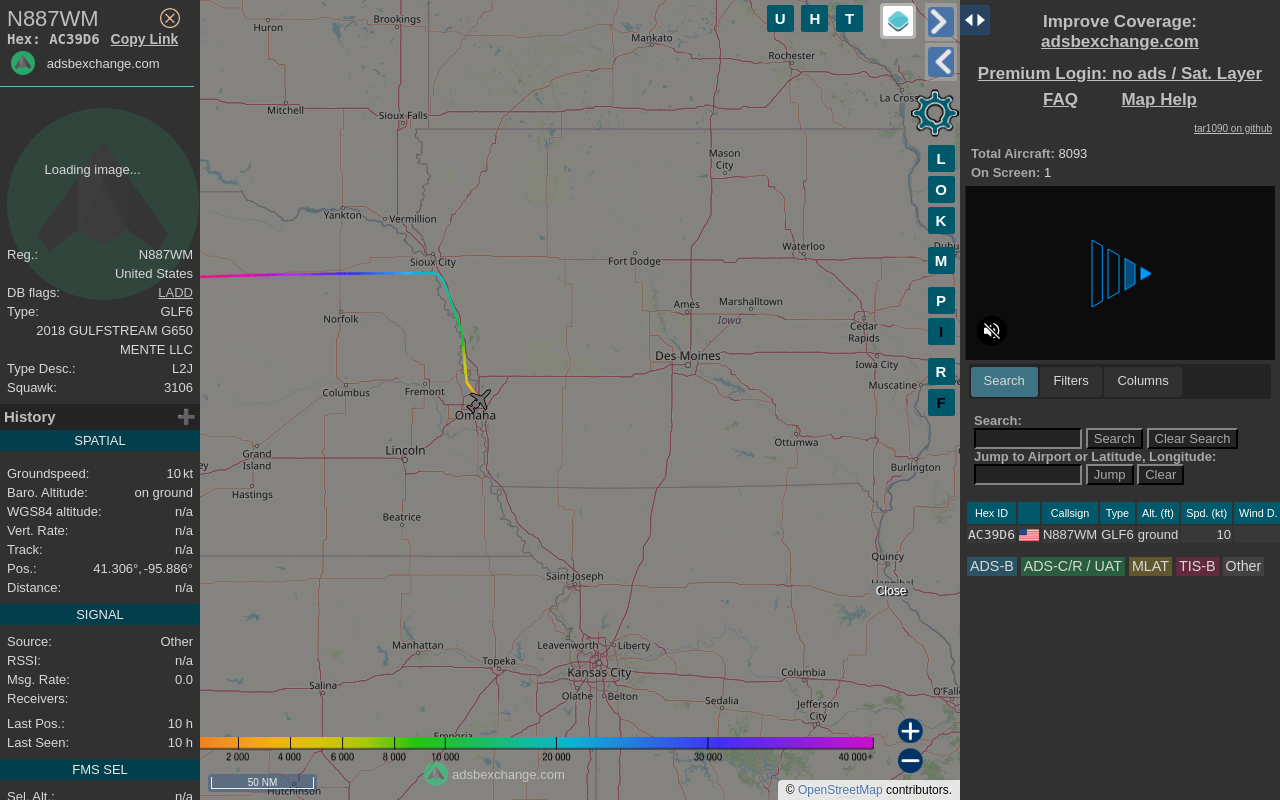 N887WM
Hex: AC39D6 Copy Link
adsbexchange.com
Loading image...
Reg.: N887WM
United States
DB flags: LADD
Type: GLF6
2018 GULFSTREAM G650
MENTE LLC
Type Desc.: L2J
Squawk: 3106
History
SPATIAL
Groundspeed: 10 kt
Baro. Altitude: on ground
WGS84 altitude: n/a
Vert. Rate: n/a
Track: n/a
Pos.: 41.306°, -95.886°
Distance: n/a
SIGNAL
Source: Other
RSSI: n/a
Msg. Rate: 0.0
Receivers:
Last Pos.: 10 h
Last Seen: 10 h
FMS SEL
Sel. Alt.: n/a
Huron
Brookings
Mankato
Rochester
La Cross
Mitchell
Sioux Falls
Mason
City
Yankton
Vermillion
Sioux City
Fort Dodge
Waterloo
Dubu
Norfolk
Ames
Marshalltown
Iowa
Cedar
Rapids
Des Moines
Iowa City
Muscatine
Columbus
Fremont
Omaha
Ottumwa
Burlington
Grand
Island
ey
Lincoln
Hastings
Beatrice
Quincy
Hannibal
Saint Joseph
Close
Manhattan
Leavenworth
Liberty
Topeka
Kansas City
Columbia
Salina
Olathe
Belton
Sedalia
Jefferson
City
O'Fallo
Emporia
Hutchinson
2 000
4 000
6 000
8 000
10 000
20 000
30 000
40 000+
50 NM
adsbexchange.com
© OpenStreetMap contributors.
U H T
L
O
K
M
P
I
R
F
Improve Coverage:
adsbexchange.com
Premium Login: no ads / Sat. Layer
FAQ Map Help
tar1090 on github
Total Aircraft: 8093
On Screen: 1
Search Filters Columns
Search:
Search Clear Search
Jump to Airport or Latitude, Longitude:
Jump Clear
Hex ID Callsign Type Alt. (ft) Spd. (kt) Wind D.
AC39D6 N887WM GLF6 ground 10
ADS-B ADS-C/R / UAT MLAT TIS-B Other